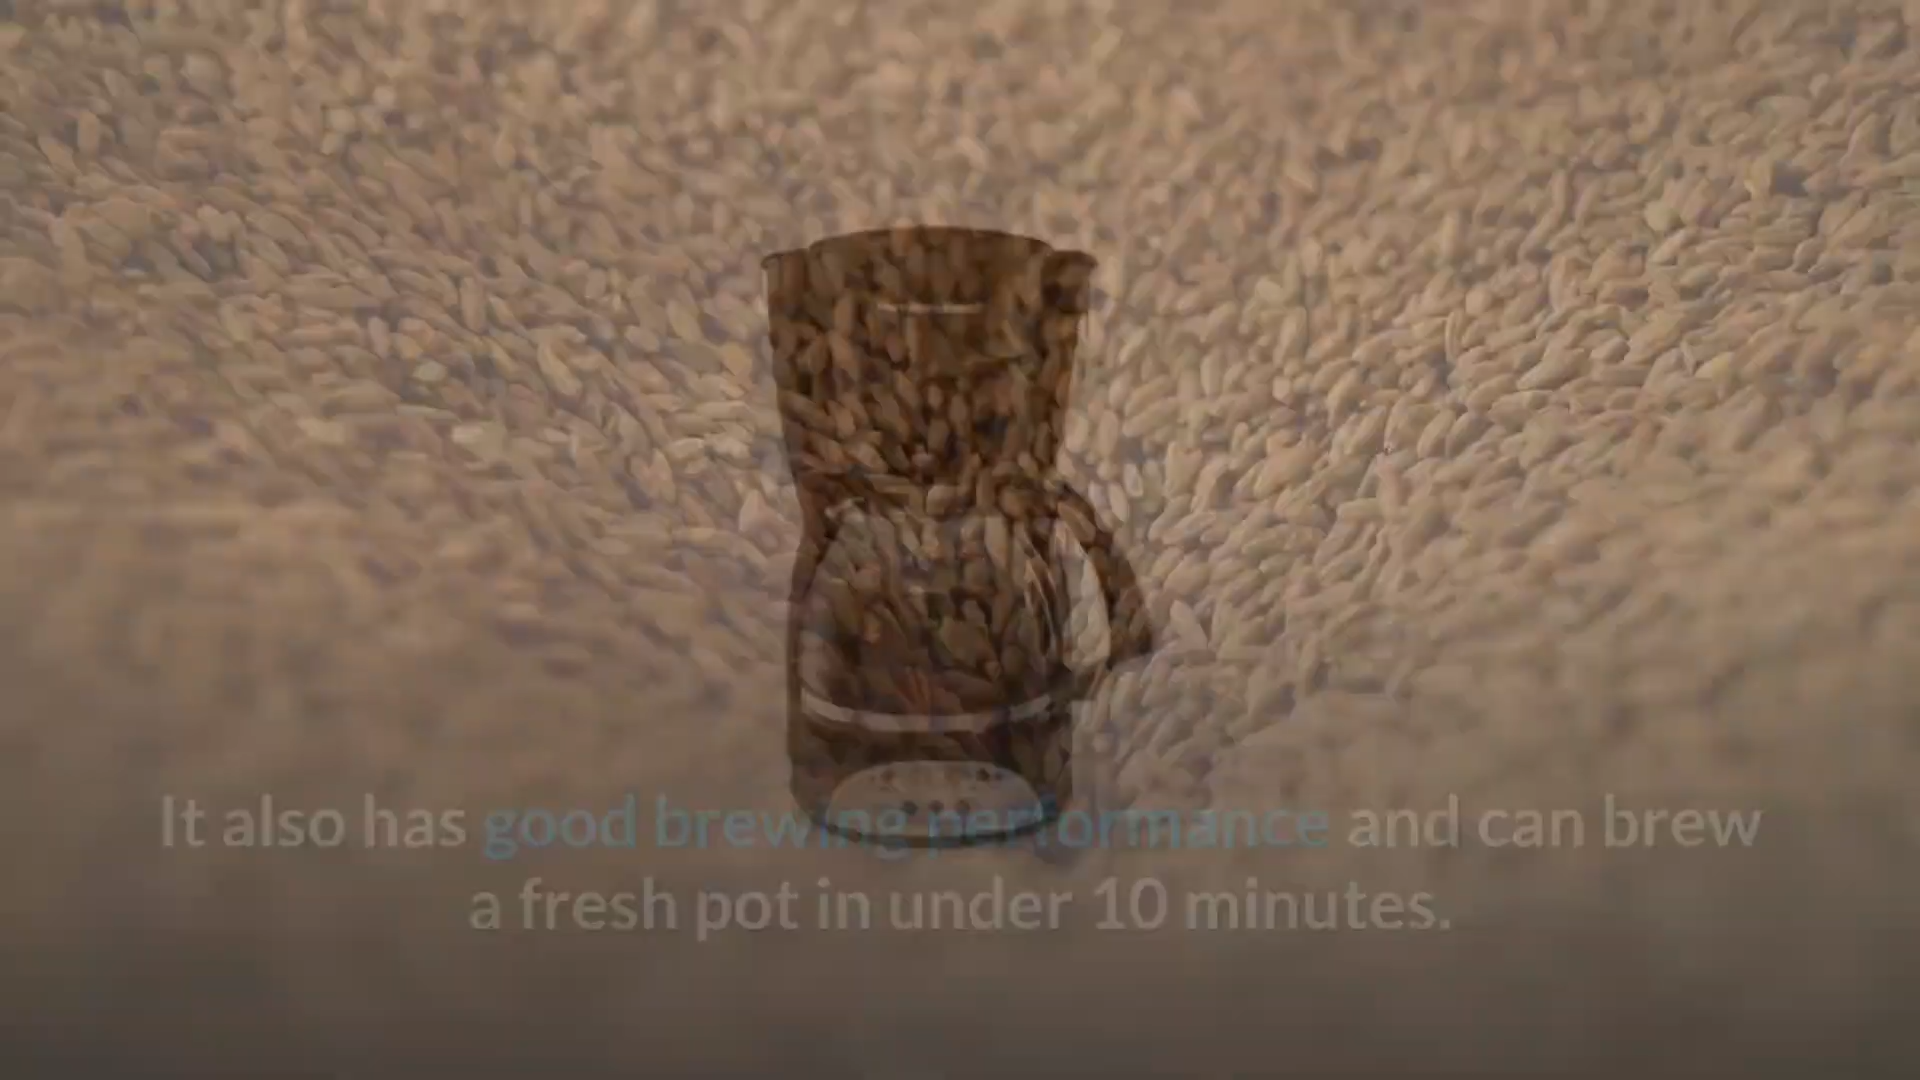 It also has good brewing performance and can brew
a fresh pot in under 10 minutes.